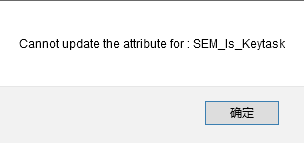 Cannot update the attribute for : SEM_Is_Keytask
确定